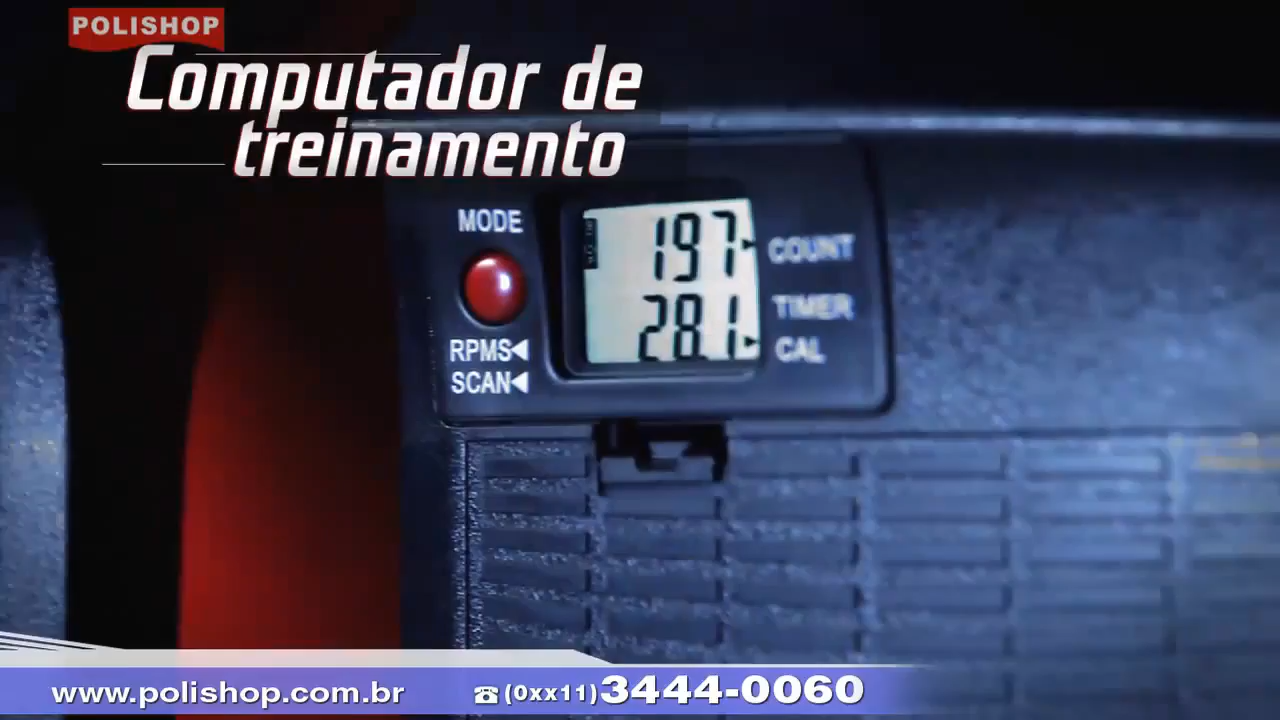 POLISHOP
Computador de
treinamento
MODE
197
COUNT
TIMER
28.1
RPMS
CAL
SCAN
www.polishop.com.br
(0xx11)3444-0060